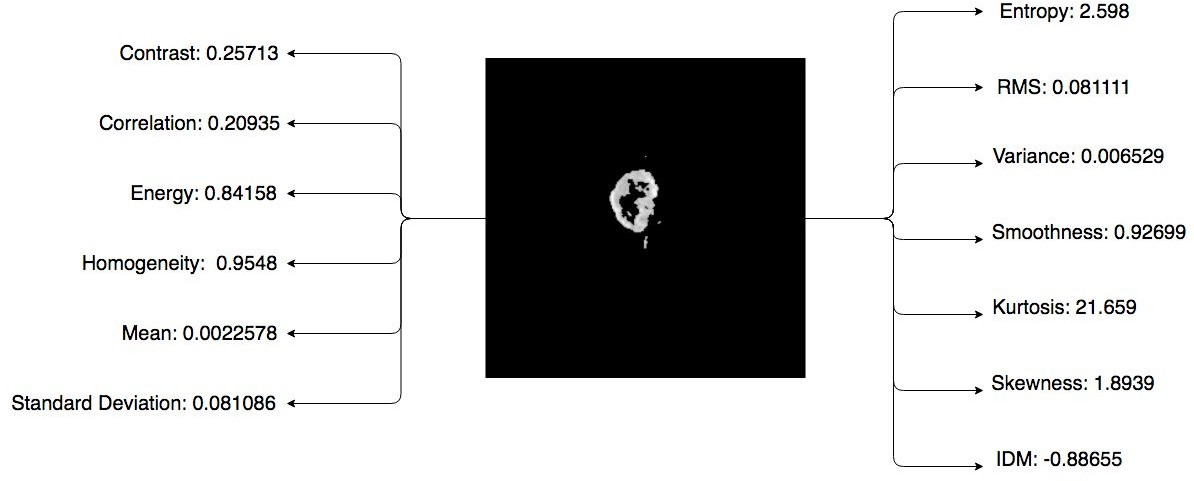 Contrast: 0.25713
Correlation: 0.20935
Energy: 0.84158
Homogeneity:  0.9548
Mean: 0.0022578
Standard Deviation: 0.081086
Entropy: 2.598
RMS: 0.081111
Variance: 0.006529
Smoothness: 0.92699
Kurtosis: 21.659
Skewness: 1.8939
IDM: -0.88655